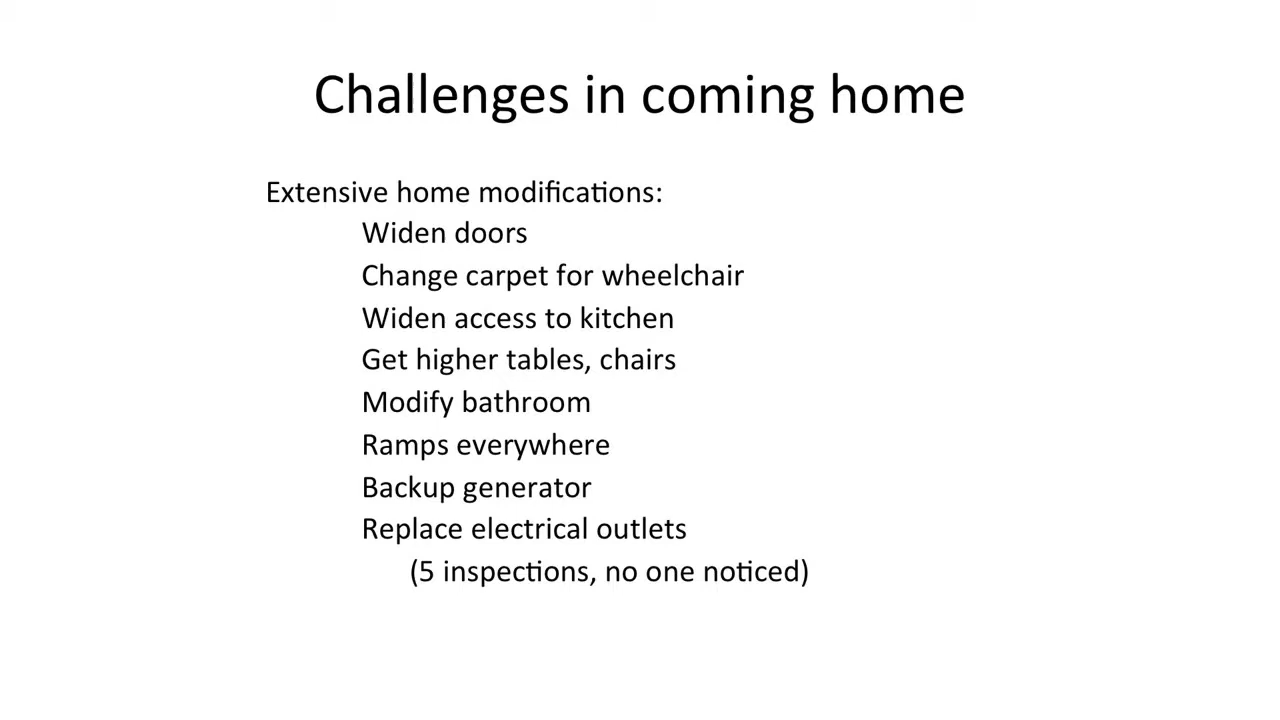 Challenges in coming home
Extensive home modifications:
Widen doors
Change carpet for wheelchair
Widen access to kitchen
Get higher tables, chairs
Modify bathroom
Ramps everywhere
Backup generator
Replace electrical outlets
(5 inspections, no one noticed)